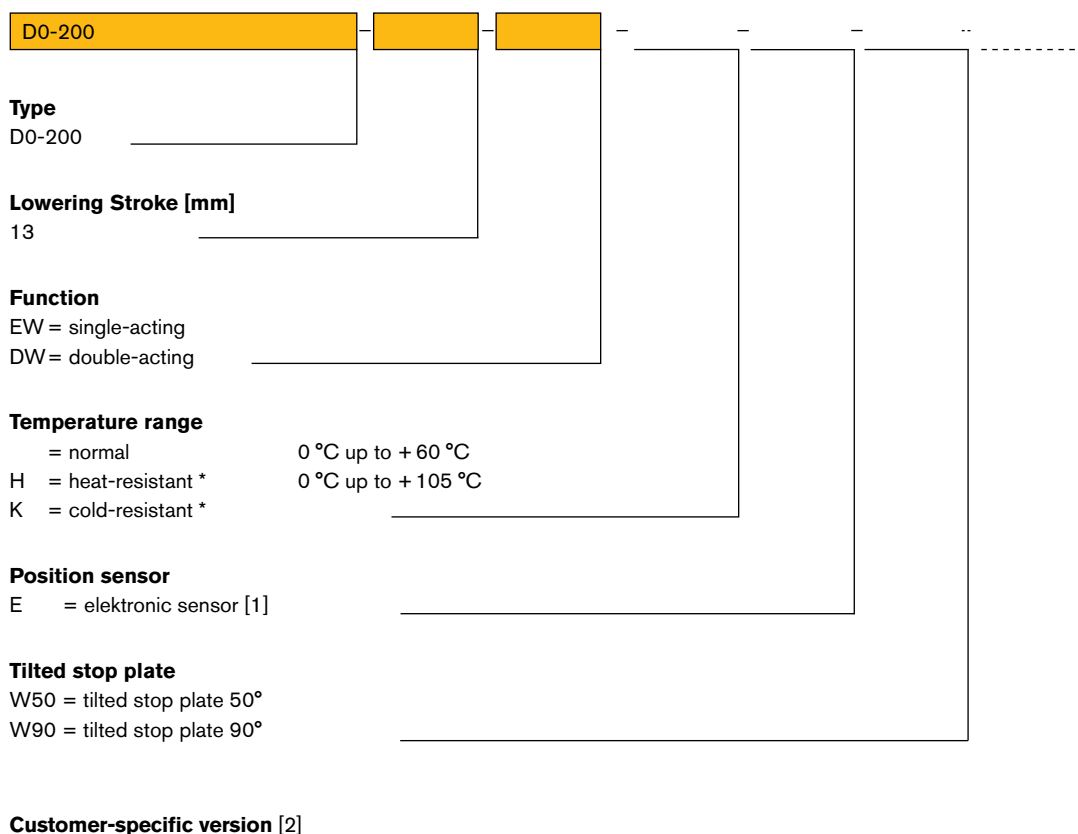 D0-200 - - - - - --
Type
D0-200
Lowering Stroke [mm]
13
Function
EW = single-acting
DW = double-acting
Temperature range
= normal 0 °C up to + 60 °C
H = heat-resistant * 0 °C up to + 105 °C
K = cold-resistant *
Position sensor
E = elektronic sensor [1]
Tilted stop plate
W50 = tilted stop plate 50°
W90 = tilted stop plate 90°
Customer-specific version [2]